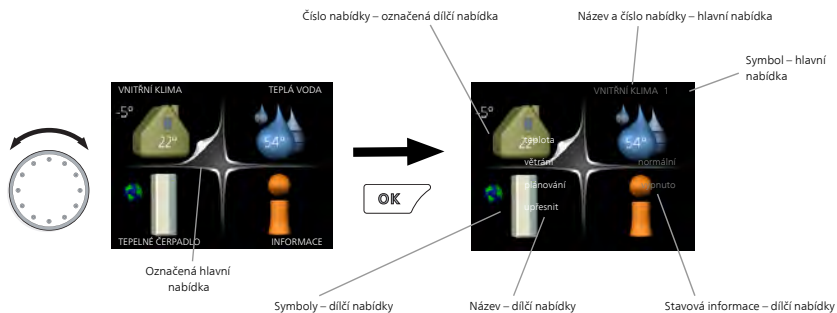 Číslo nabídky – označená dílčí nabídka
Název a číslo nabídky – hlavní nabídka
Symbol – hlavní
nabídka
VNITŘNÍ KLIMA
TEPLÁ VODA
-5°
22°
54°
TEPELNÉ ČERPADLO
INFORMACE
OK
VNITŘNÍ KLIMA 1
-5°
22°
54°
teplota
větrání
normální
plánování
upřesnit
Označená hlavní
nabídka
Symboly – dílčí nabídky
Název – dílčí nabídky
Stavová informace – dílčí nabídky